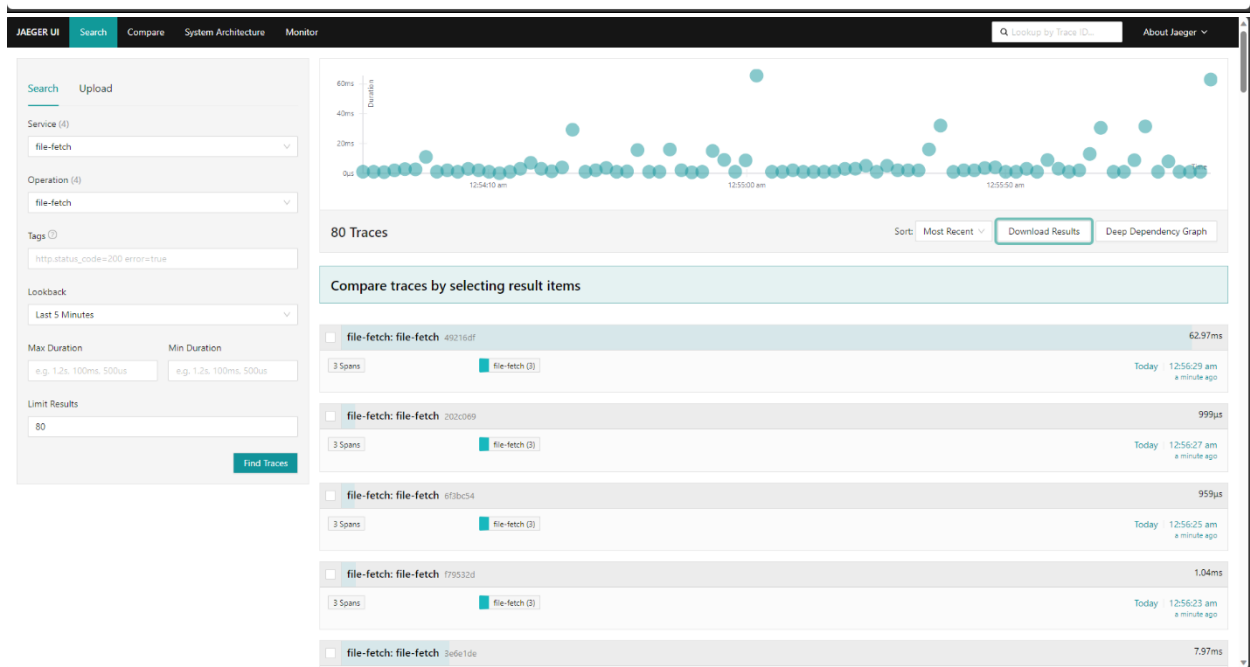 JAEGER UI Search Compare System Architecture Monitor Lookup by Trace ID... About Jaeger
Search Upload
Service (4)
file-fetch
Operation (4)
file-fetch
Tags
http.status_code=200 error=true
Lookback
Last 5 Minutes
Max Duration Min Duration
e.g. 1.2s, 100ms, 500us e.g. 1.2s, 100ms, 500us
Limit Results
80
Find Traces
Duration
60ms
40ms
20ms
0μs
Time
12:54:10 am 12:55:00 am 12:55:50 am
80 Traces Sort: Most Recent Download Results Deep Dependency Graph
Compare traces by selecting result items
file-fetch: file-fetch 49216df 62.97ms
3 Spans file-fetch (3) Today 12:56:29 am
a minute ago
file-fetch: file-fetch 202c069 999μs
3 Spans file-fetch (3) Today 12:56:27 am
a minute ago
file-fetch: file-fetch 6f3bc54 959μs
3 Spans file-fetch (3) Today 12:56:25 am
a minute ago
file-fetch: file-fetch f79532d 1.04ms
3 Spans file-fetch (3) Today 12:56:23 am
a minute ago
file-fetch: file-fetch 3e6e1de 7.97ms